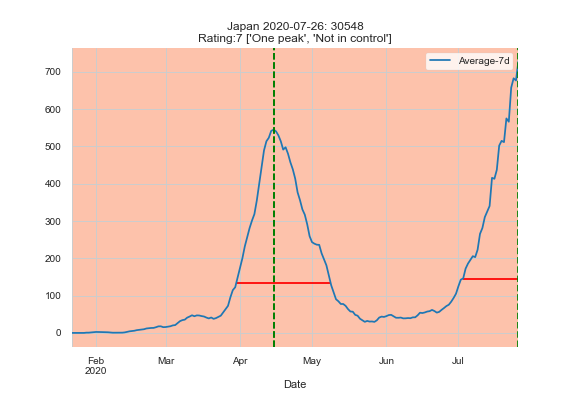 Japan 2020-07-26: 30548
Rating:7 ['One peak', 'Not in control']
Average-7d
700
600
500
400
300
200
100
0
Feb
2020
Mar
Apr
May
Jun
Jul
Date